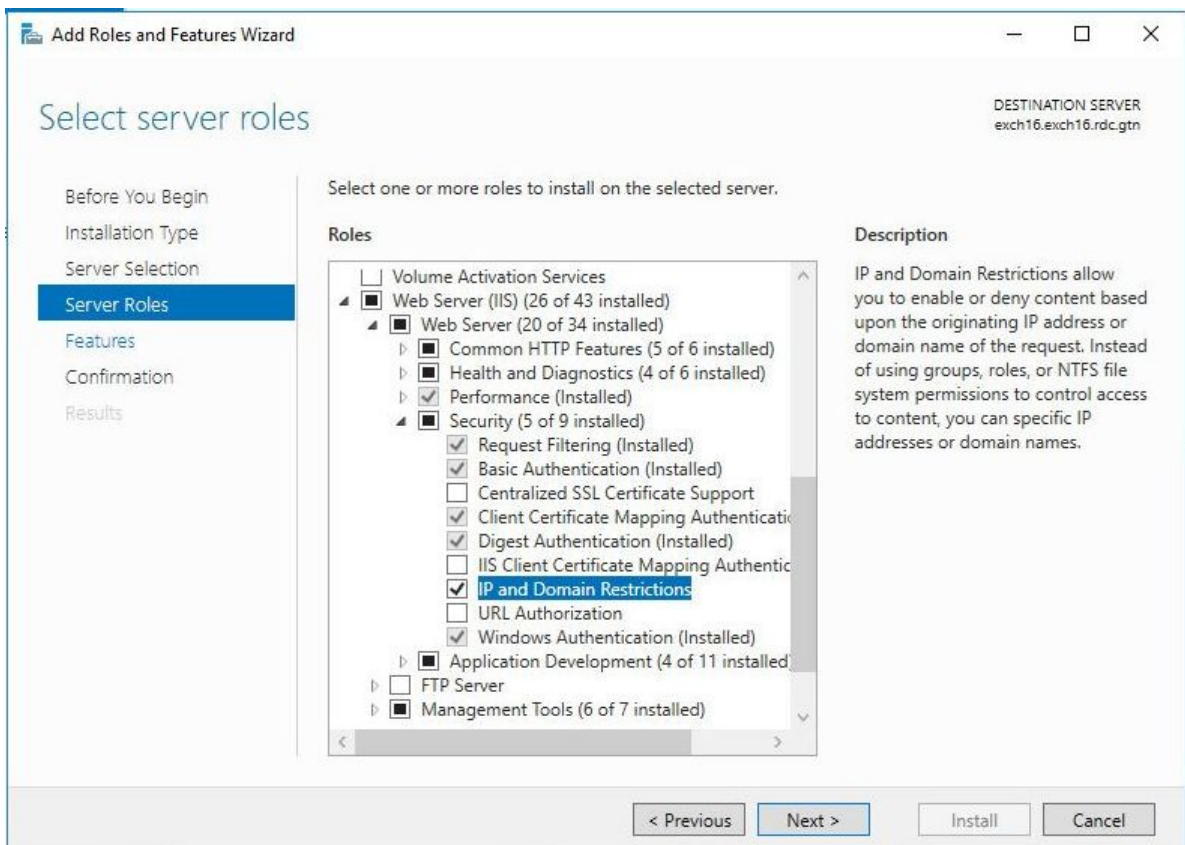 Add Roles and Features Wizard
Select server roles
DESTINATION SERVER
exch16.exch16.rdc.gtn
Before You Begin
Installation Type
Server Selection
Server Roles
Features
Confirmation
Results
Select one or more roles to install on the selected server.
Roles
Volume Activation Services
Web Server (IIS) (26 of 43 installed)
Web Server (20 of 34 installed)
Common HTTP Features (5 of 6 installed)
Health and Diagnostics (4 of 6 installed)
Performance (Installed)
Security (5 of 9 installed)
Request Filtering (Installed)
Basic Authentication (Installed)
Centralized SSL Certificate Support
Client Certificate Mapping Authenticatic
Digest Authentication (Installed)
IIS Client Certificate Mapping Authentic
IP and Domain Restrictions
URL Authorization
Windows Authentication (Installed)
Application Development (4 of 11 installed)
FTP Server
Management Tools (6 of 7 installed)
Description
IP and Domain Restrictions allow
you to enable or deny content based
upon the originating IP address or
domain name of the request. Instead
of using groups, roles, or NTFS file
system permissions to control access
to content, you can specific IP
addresses or domain names.
< Previous
Next >
Install
Cancel